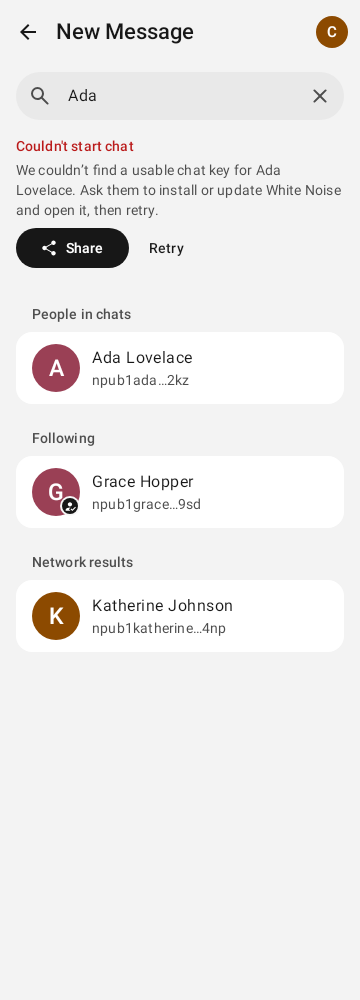 New Message
C
Ada
Couldn't start chat
We couldn’t find a usable chat key for Ada
Lovelace. Ask them to install or update White Noise
and open it, then retry.
Share
Retry
People in chats
A
Ada Lovelace
npub1ada…2kz
Following
G
Grace Hopper
npub1grace…9sd
Network results
K
Katherine Johnson
npub1katherine…4np